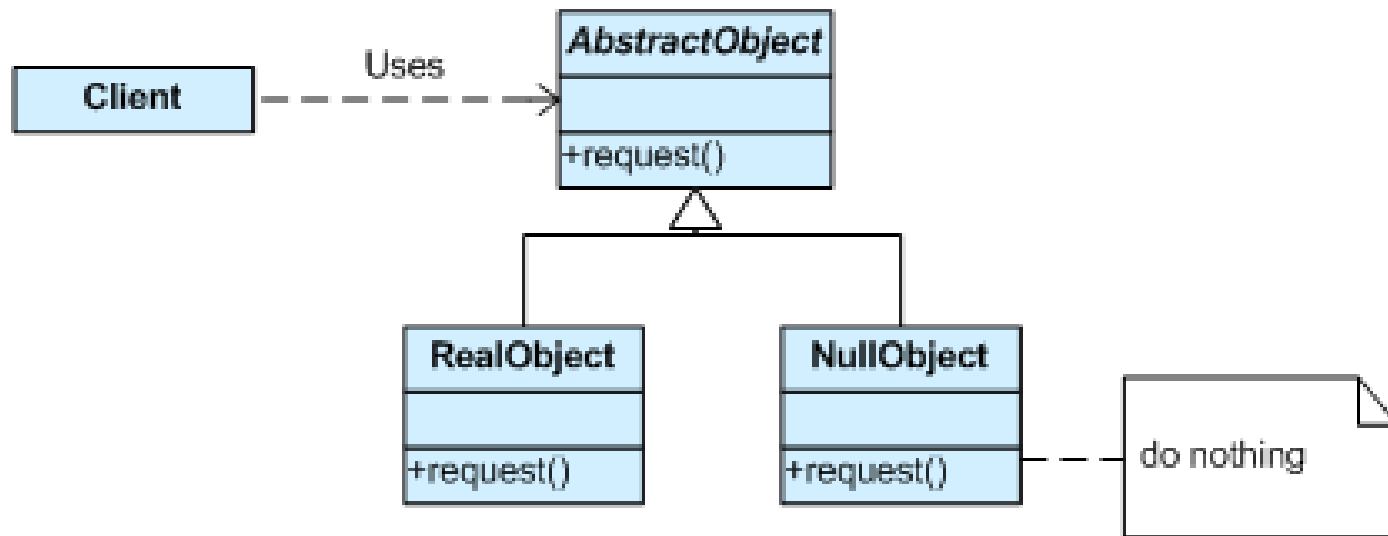 AbstractObject
Uses
Client
+request()
RealObject
NullObject
do nothing
+request()
+request()